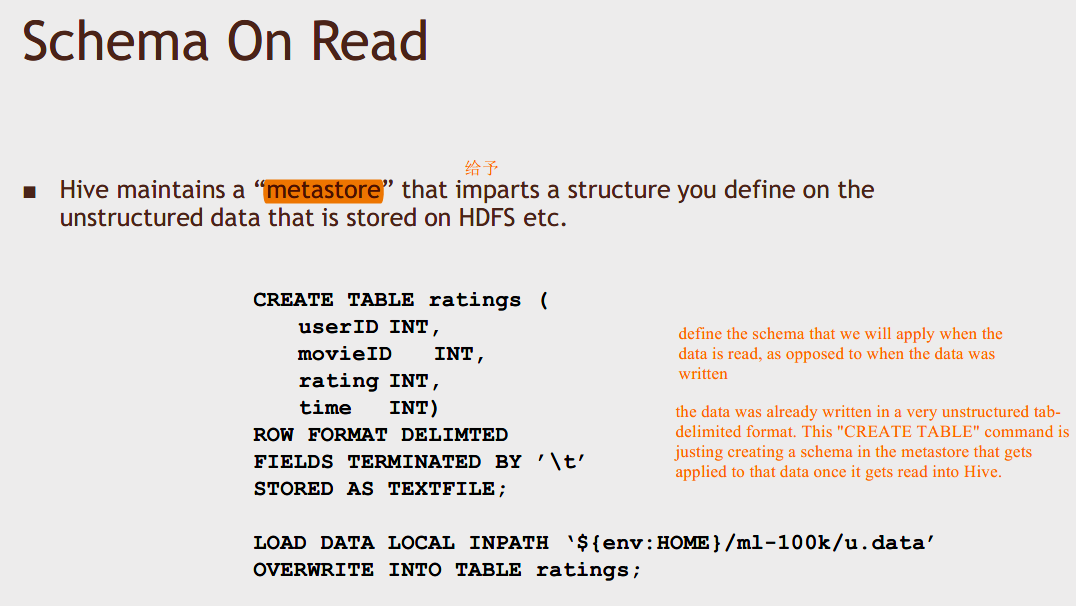 Schema On Read
给予
▪ Hive maintains a “metastore” that imparts a structure you define on the
unstructured data that is stored on HDFS etc.
CREATE TABLE ratings (
userID INT,
movieID INT,
rating INT,
time INT)
ROW FORMAT DELIMTED
FIELDS TERMINATED BY ’\t’
STORED AS TEXTFILE;
LOAD DATA LOCAL INPATH ‘${env:HOME}/ml-100k/u.data’
OVERWRITE INTO TABLE ratings;
define the schema that we will apply when the
data is read, as opposed to when the data was
written
the data was already written in a very unstructured tab-
delimited format. This "CREATE TABLE" command is
justing creating a schema in the metastore that gets
applied to that data once it gets read into Hive.